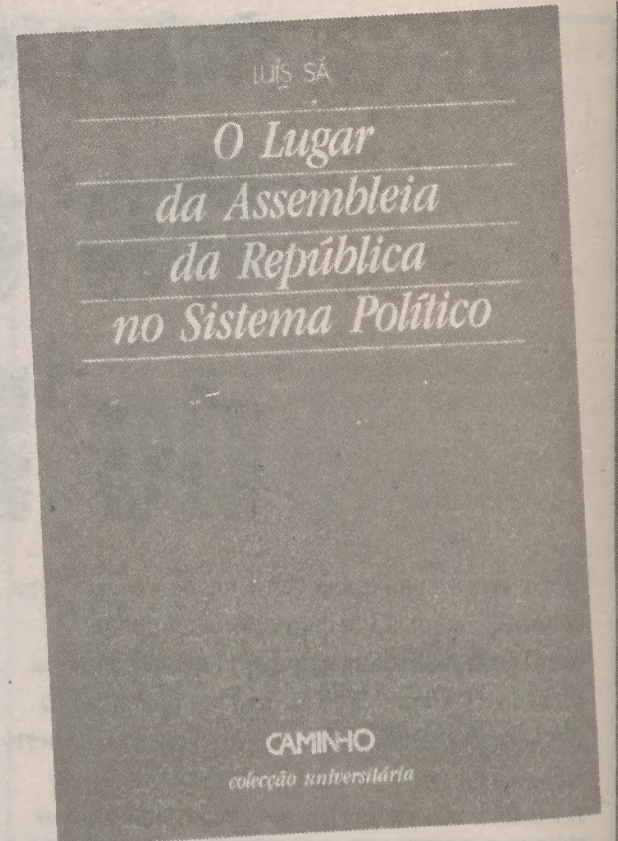 LUÍS SÁ
O Lugar
da Assembleia
da República
no Sistema Político
CAMINHO
colecção universitária